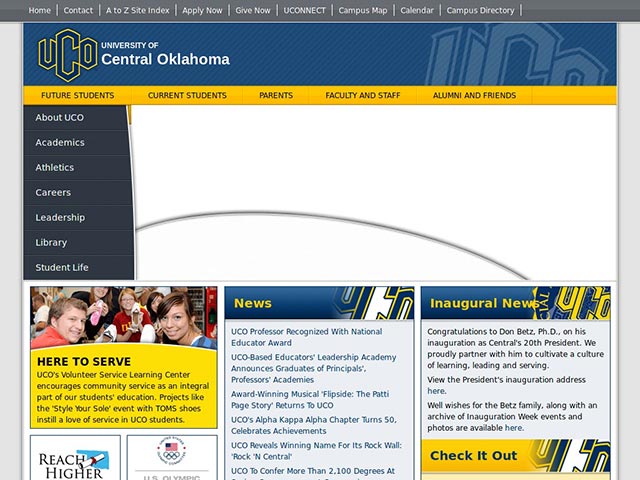 Home Contact A to Z Site Index Apply Now Give Now UCONNECT Campus Map Calendar Campus Directory
UCO
UNIVERSITY OF
Central Oklahoma
FUTURE STUDENTS CURRENT STUDENTS PARENTS FACULTY AND STAFF ALUMNI AND FRIENDS
About UCO
Academics
Athletics
Careers
Leadership
Library
Student Life
HERE TO SERVE
UCO's Volunteer Service Learning Center
encourages community service as an integral
part of our students' education. Projects like
the 'Style Your Sole' event with TOMS shoes
instill a love of service in UCO students.
REACH
HIGHER
UNITED STATES
OLYMPIC COMMITTEE
U.S. OLYMPIC
News
UCO Professor Recognized With National
Educator Award
UCO-Based Educators' Leadership Academy
Announces Graduates of Principals',
Professors' Academies
Award-Winning Musical 'Flipside: The Patti
Page Story' Returns To UCO
UCO's Alpha Kappa Alpha Chapter Turns 50,
Celebrates Achievements
UCO Reveals Winning Name For Its Rock Wall:
'Rock 'N Central'
UCO To Confer More Than 2,100 Degrees At
Inaugural News
Congratulations to Don Betz, Ph.D., on his
inauguration as Central's 20th President. We
proudly partner with him to cultivate a culture
of learning, leading and serving.
View the President's inauguration address
here.
Well wishes for the Betz family, along with an
archive of Inauguration Week events and
photos are available here.
Check It Out